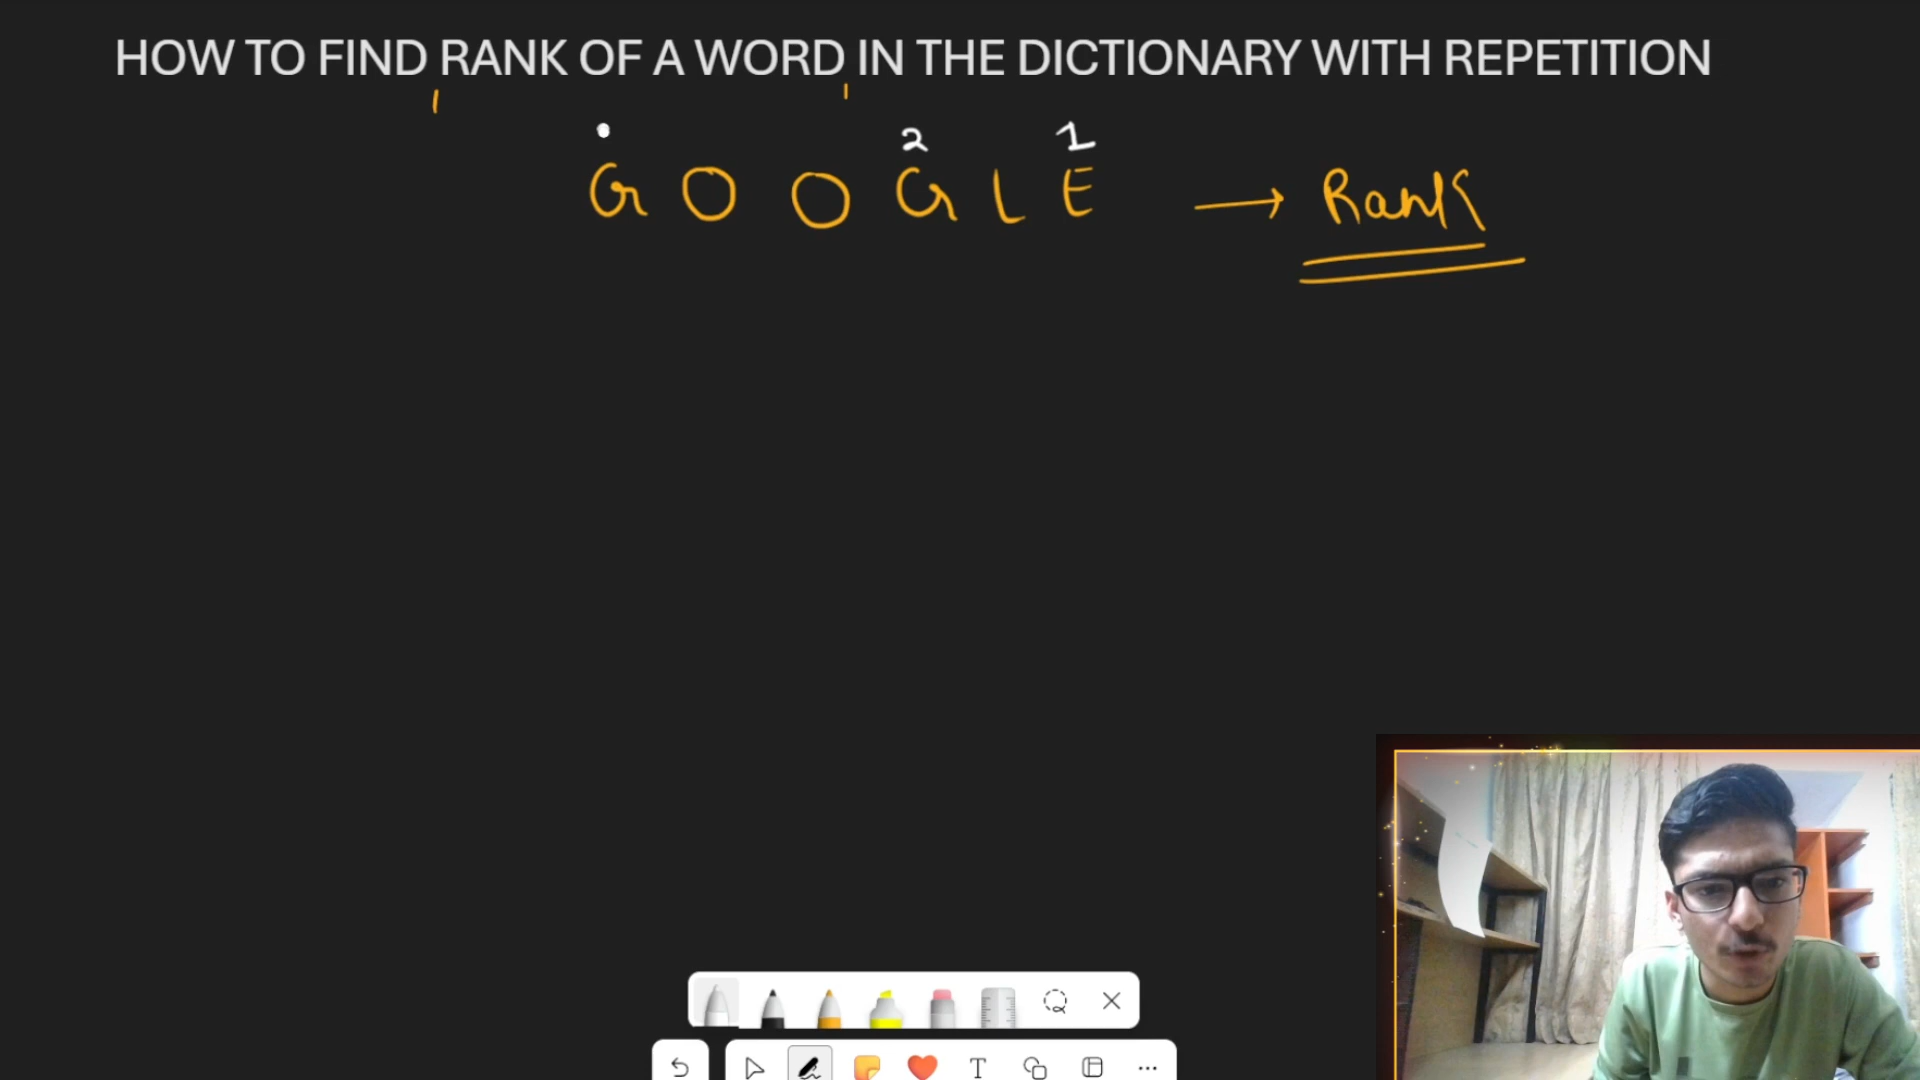 HOW TO FIND RANK OF A WORD IN THE DICTIONARY WITH REPETITION
2 1
G O O G L E → Rank
T